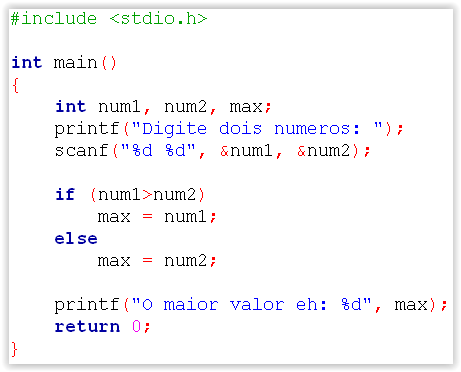 #include <stdio.h>
int main()
{
    int num1, num2, max;
    printf("Digite dois numeros: ");
    scanf("%d %d", &num1, &num2);
    if (num1>num2)
        max = num1;
    else
        max = num2;
    printf("O maior valor eh: %d", max);
    return 0;
}